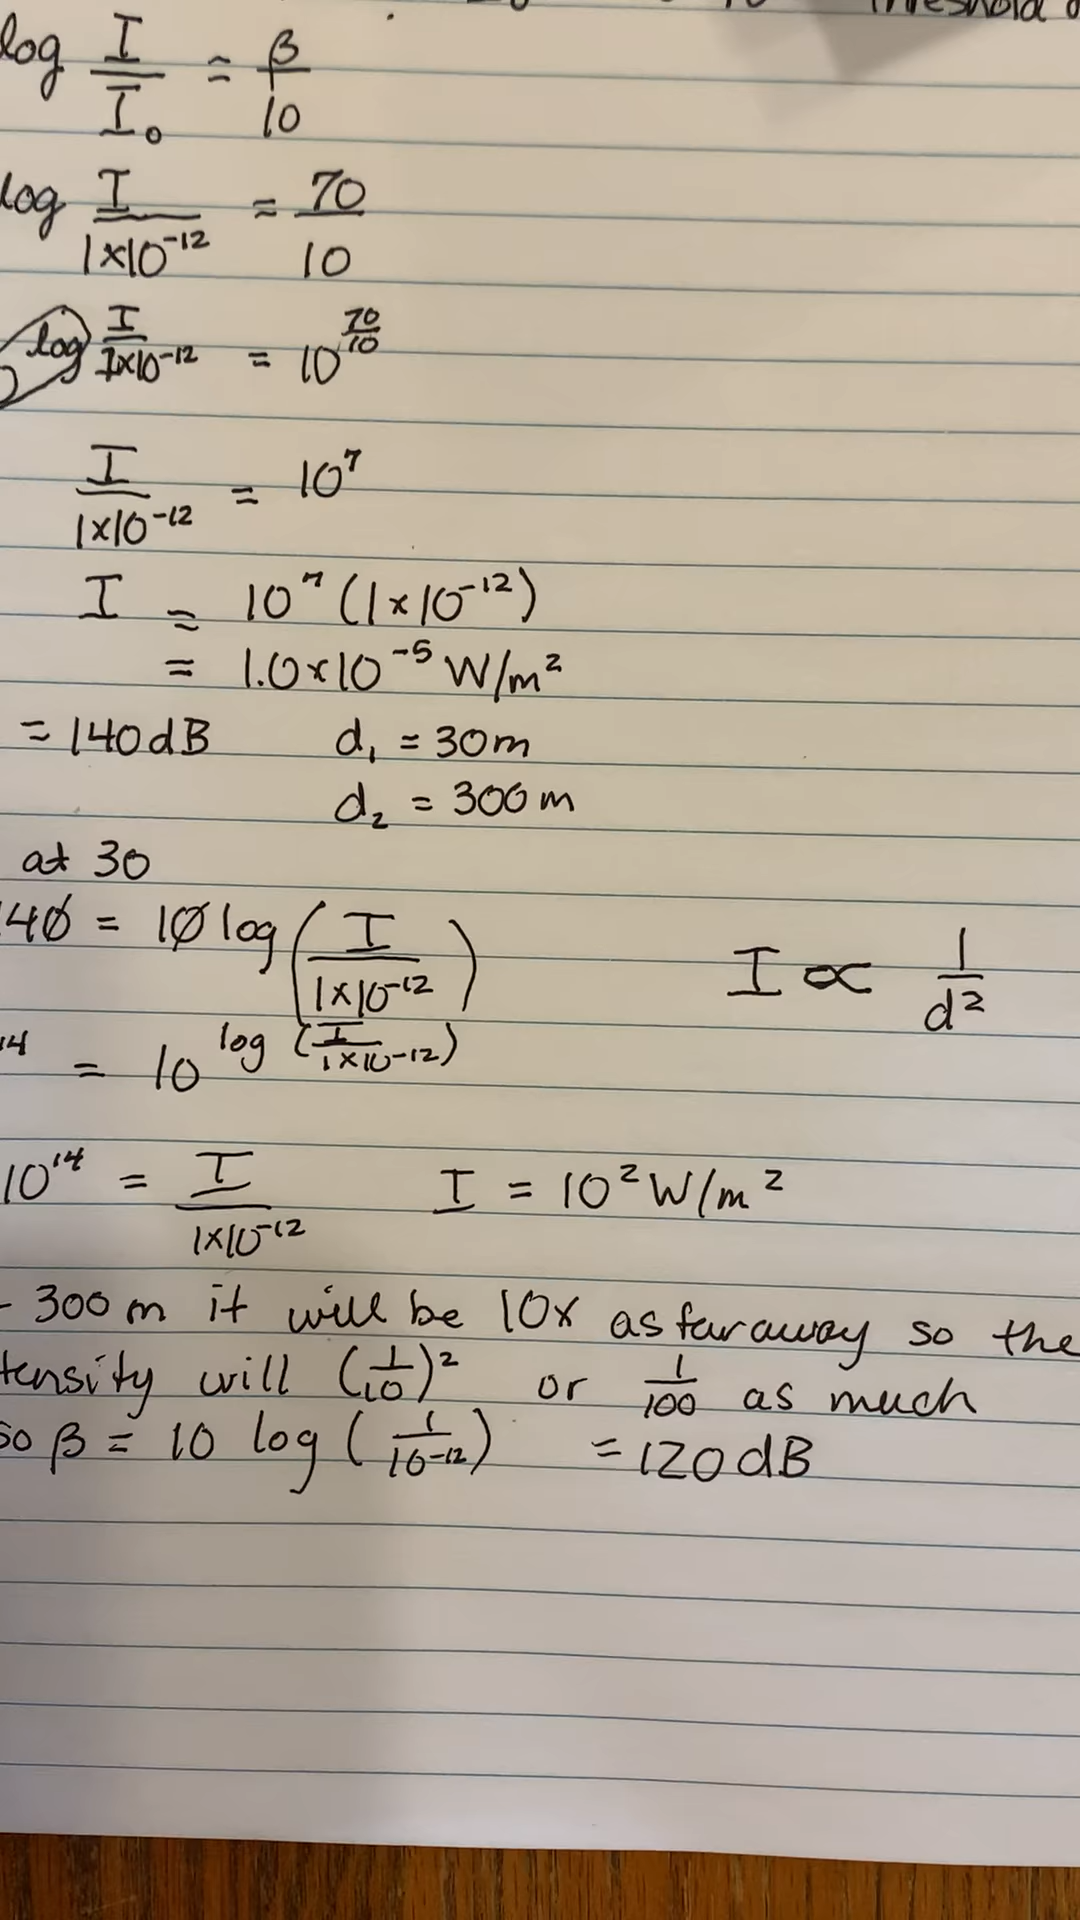 log I/I₀ = β/10
log I/1×10⁻¹² = 70/10
log I/1×10⁻¹² = 10^(70/10)
I/1×10⁻¹² = 10⁷
I = 10⁷ (1×10⁻¹²)
= 1.0×10⁻⁵ W/m²
= 140 dB d₁ = 30m
d₂ = 300 m
at 30
40 = 10 log (I/1×10⁻¹²)
I ∝ 1/d²
14 = 10^log (I/1×10⁻¹²)
10¹⁴ = I/1×10⁻¹² I = 10² W/m²
300 m it will be 10x as far away so the
tensity will (1/10)² or 1/100 as much
so β = 10 log (1/10⁻¹²) = 120 dB